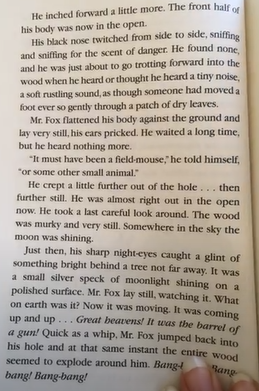 He inched forward a little more. The front half of
his body was now in the open.
His black nose twitched from side to side, sniffing
and sniffing for the scent of danger. He found none,
and he was just about to go trotting forward into the
wood when he heard or thought he heard a tiny noise,
a soft rustling sound, as though someone had moved a
foot ever so gently through a patch of dry leaves.
Mr. Fox flattened his body against the ground and
lay very still, his ears pricked. He waited a long time,
but he heard nothing more.
"It must have been a field-mouse," he told himself,
"or some other small animal."
He crept a little further out of the hole . . . then
further still. He was almost right out in the open
now. He took a last careful look around. The wood
was murky and very still. Somewhere in the sky the
moon was shining.
Just then, his sharp night-eyes caught a glint of
something bright behind a tree not far away. It was
a small silver speck of moonlight shining on a
polished surface. Mr. Fox lay still, watching it. What
on earth was it? Now it was moving. It was coming
up and up . . . Great heavens! It was the barrel of
a gun! Quick as a whip, Mr. Fox jumped back into
his hole and at that same instant the entire wood
seemed to explode around him. Bang-b Bang-
bang! Bang-bang!